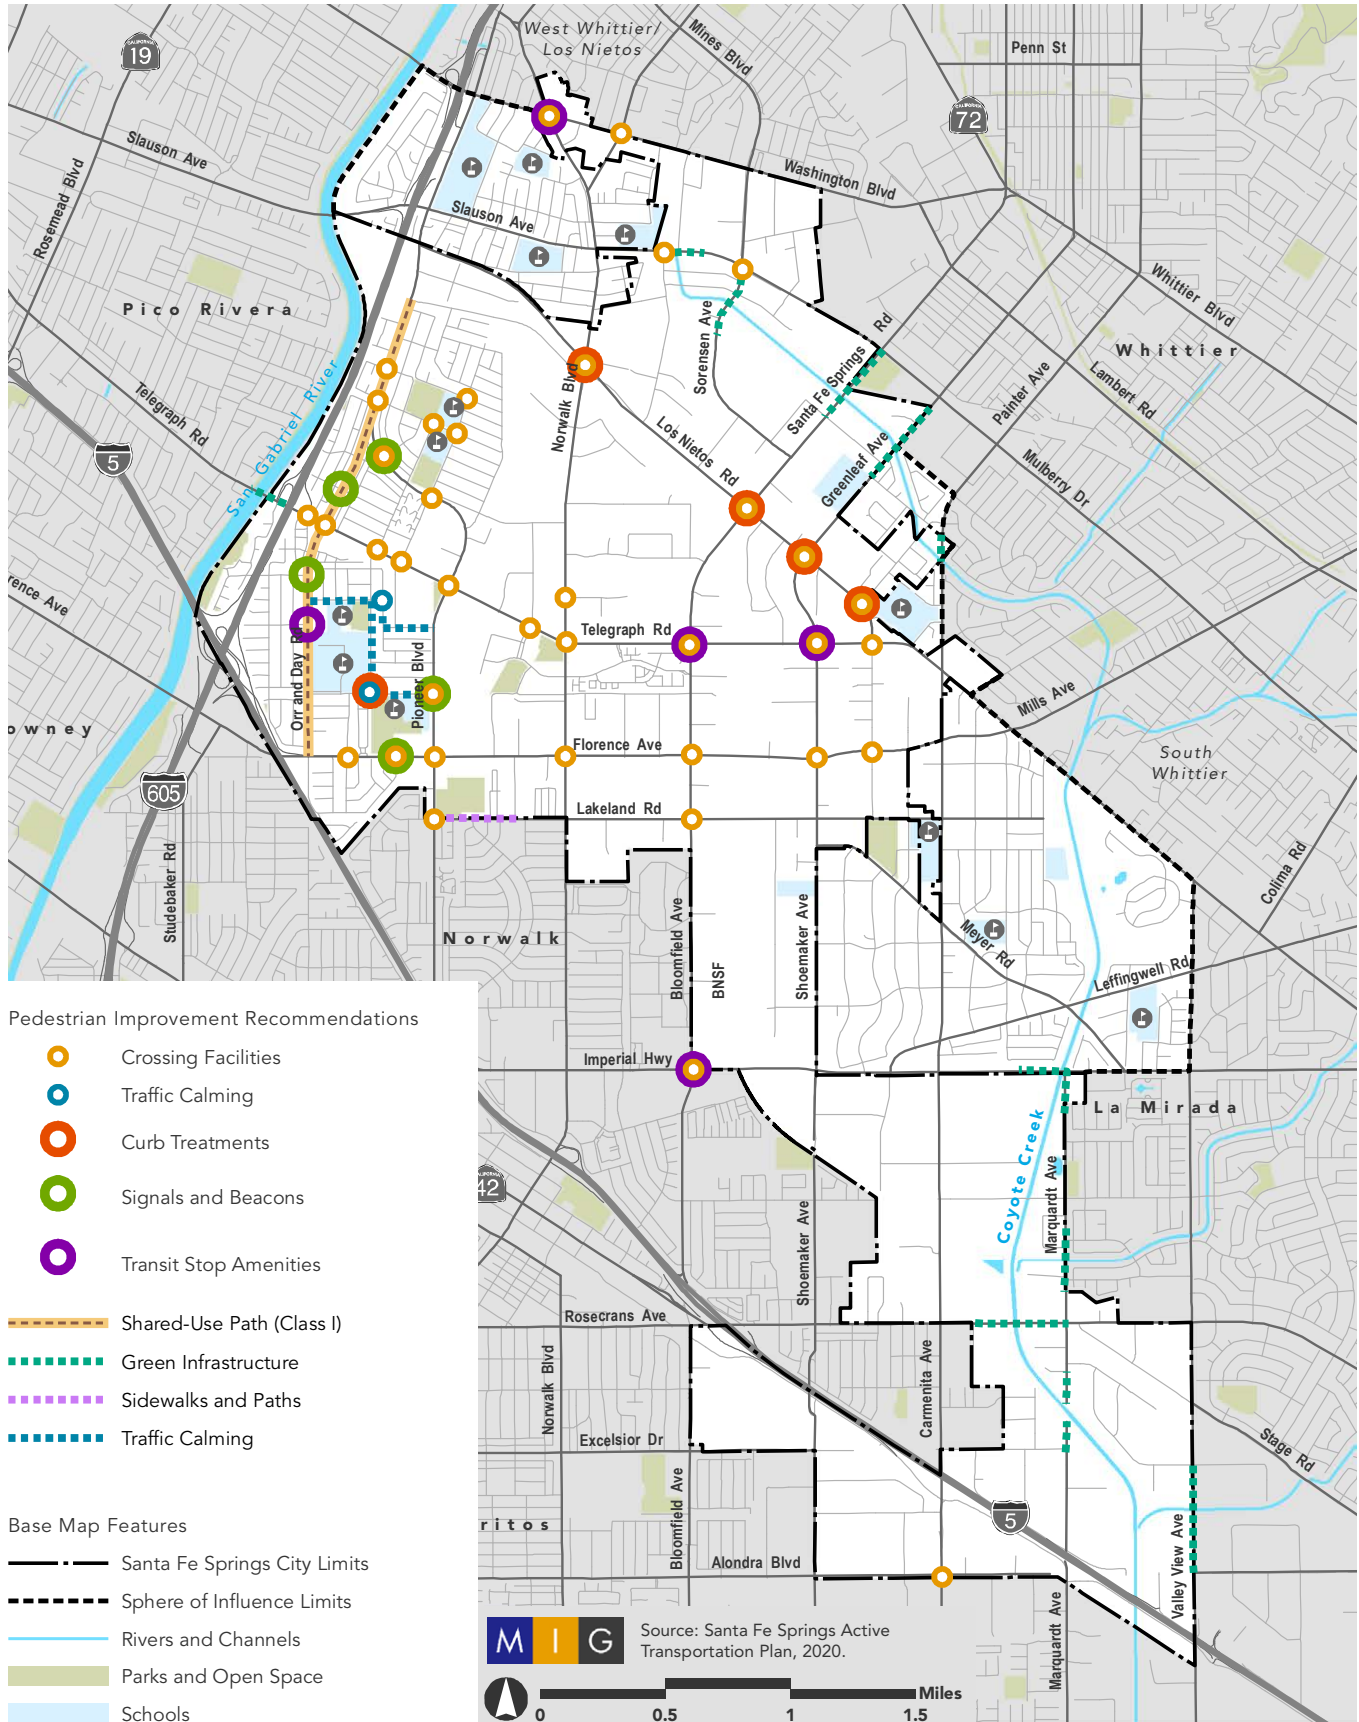 West Whittier/
Los Nietos
Mines Blvd
Penn St
CALIFORNIA
19
CALIFORNIA
72
Slauson Ave
Rosemead Blvd
Washington Blvd
Slauson Ave
Whittier Blvd
Pico Rivera
Sorensen Ave
Santa Fe Springs Rd
Whittier
Painter Ave
Lambert Rd
Telegraph Rd
San Gabriel River
Norwalk Blvd
Los Nietos Rd
Greenleaf Ave
Mulberry Dr
5
rence Ave
Telegraph Rd
Orr and Day Rd
Pioneer Blvd
Mills Ave
owney
Florence Ave
South
Whittier
605
Lakeland Rd
Studebaker Rd
Colima Rd
Norwalk
Bloomfield Ave
BNSF
Shoemaker Ave
Meyer Rd
Leffingwell Rd
Imperial Hwy
La Mirada
Coyote Creek
Marquardt Ave
CALIFORNIA
42
Shoemaker Ave
Rosecrans Ave
Norwalk Blvd
Carmenita Ave
Excelsior Dr
Stage Rd
Bloomfield Ave
ritos
5
Alondra Blvd
Valley View Ave
Marquardt Ave
Pedestrian Improvement Recommendations
Crossing Facilities
Traffic Calming
Curb Treatments
Signals and Beacons
Transit Stop Amenities
Shared-Use Path (Class I)
Green Infrastructure
Sidewalks and Paths
Traffic Calming
Base Map Features
Santa Fe Springs City Limits
Sphere of Influence Limits
Rivers and Channels
Parks and Open Space
Schools
M I G
Source: Santa Fe Springs Active
Transportation Plan, 2020.
Miles
0 0.5 1 1.5